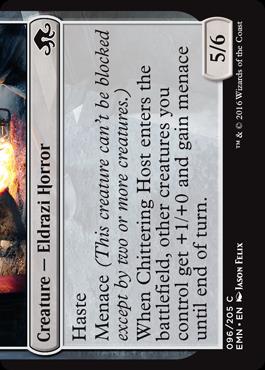 Creature — Eldrazi Horror
Haste
Menace (This creature can't be blocked
except by two or more creatures.)
When Chittering Host enters the
battlefield, other creatures you
control get +1/+0 and gain menace
until end of turn.
5/6
096/205 C
EMN • EN JASON FELIX
™ & © 2016 Wizards of the Coast